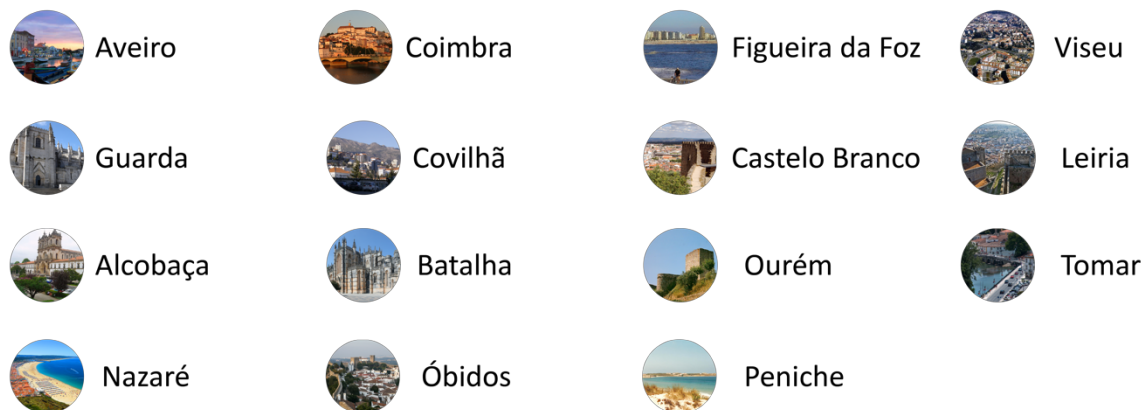 Aveiro
Coimbra
Figueira da Foz
Viseu
Guarda
Covilhã
Castelo Branco
Leiria
Alcobaça
Batalha
Ourém
Tomar
Nazaré
Óbidos
Peniche